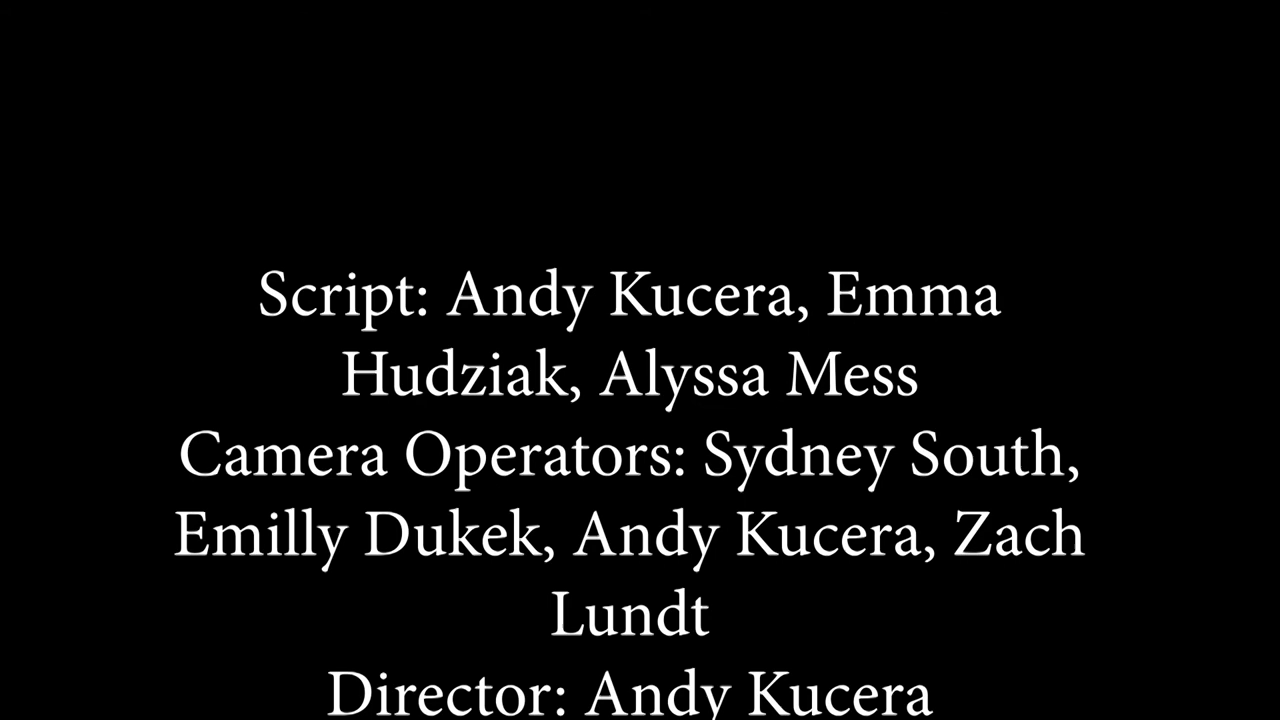 Script: Andy Kucera, Emma
Hudziak, Alyssa Mess
Camera Operators: Sydney South,
Emilly Dukek, Andy Kucera, Zach
Lundt
Director: Andy Kucera